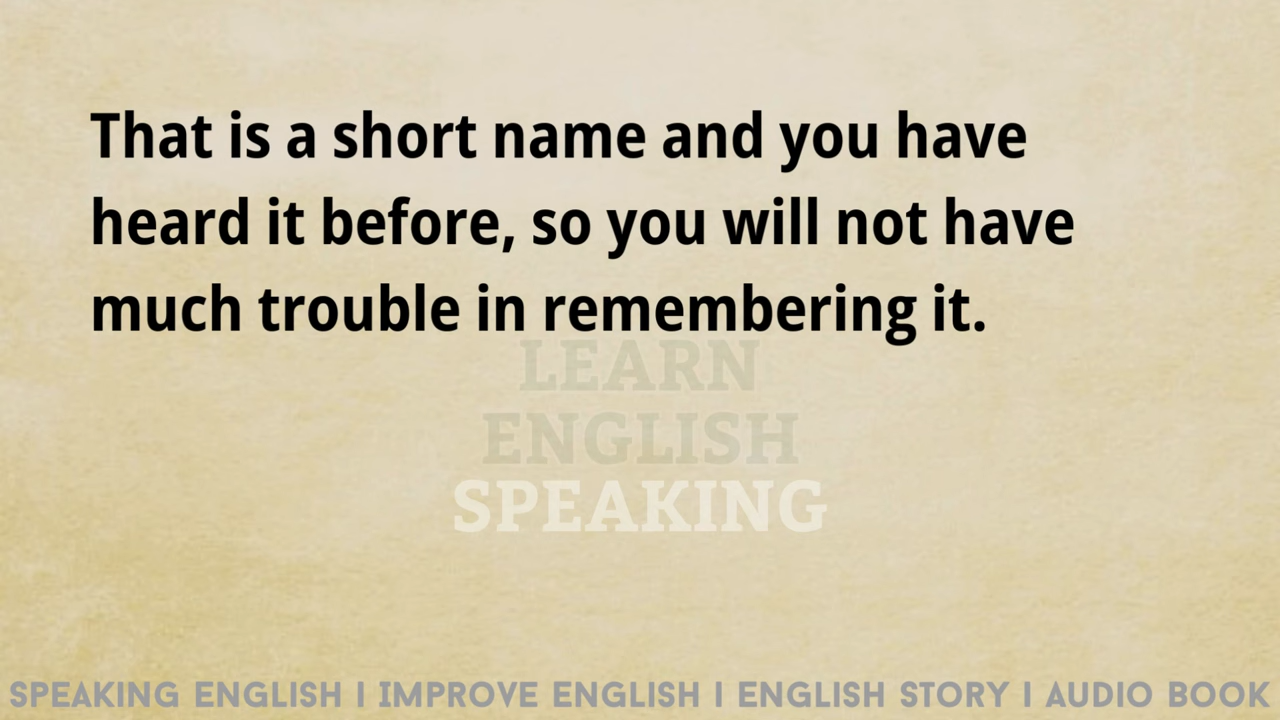 That is a short name and you have
heard it before, so you will not have
much trouble in remembering it.
LEARN
ENGLISH
SPEAKING
SPEAKING ENGLISH I IMPROVE ENGLISH I ENGLISH STORY I AUDIO BOOK